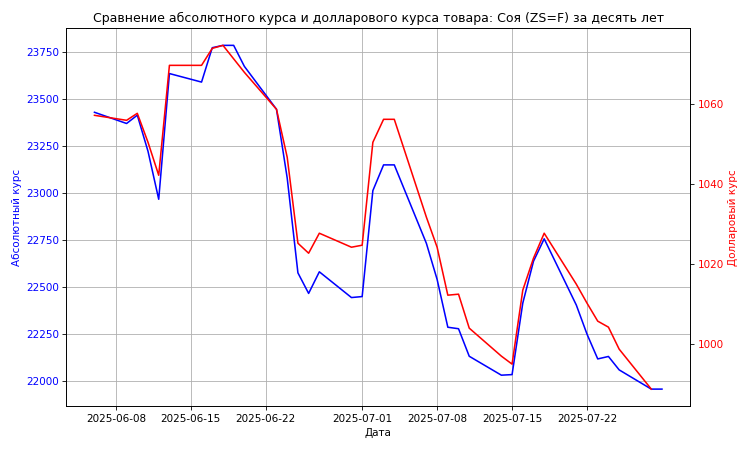 Сравнение абсолютного курса и долларового курса товара: Соя (ZS=F) за десять лет
23750
23500
23250
23000
22750
22500
22250
22000
Абсолютный курс
1060
1040
1020
1000
Долларовый курс
2025-06-08 2025-06-15 2025-06-22 2025-07-01 2025-07-08 2025-07-15 2025-07-22
Дата